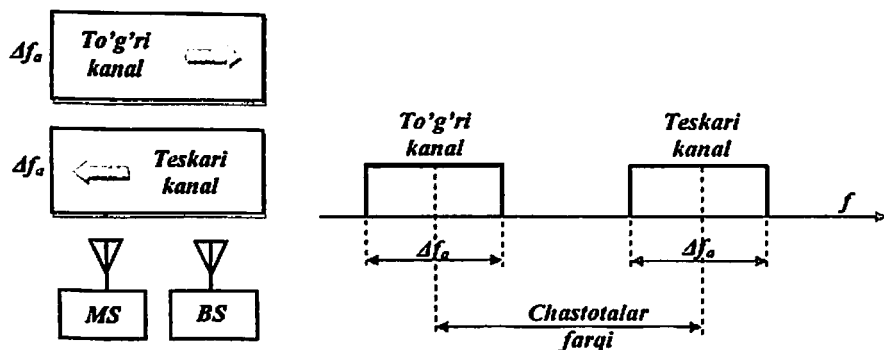 Δfₐ
To'g'ri
kanal
Δfₐ
Teskari
kanal
MS
BS
To'g'ri
kanal
Teskari
kanal
f
Δfₐ
Δfₐ
Chastotalar
farqi